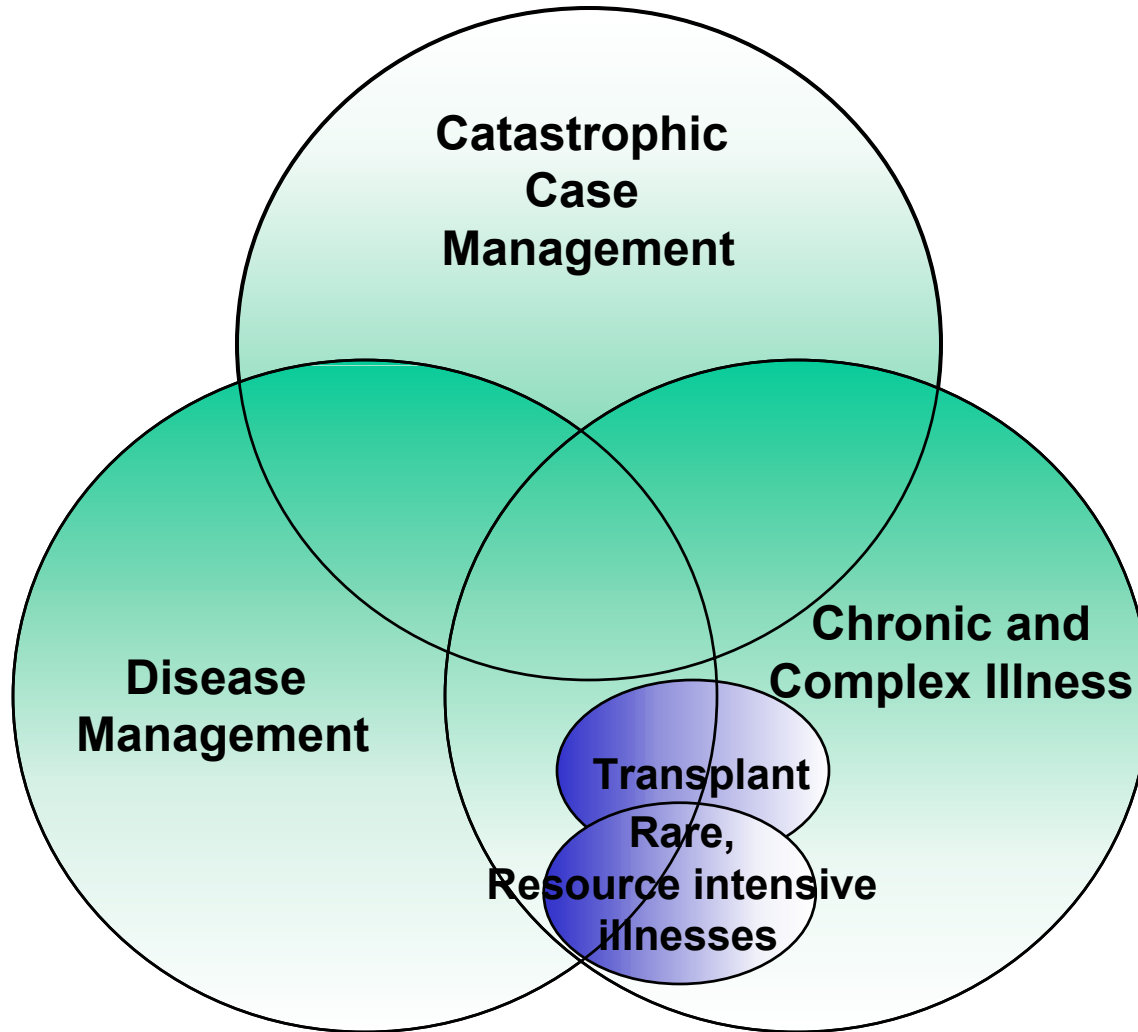 Catastrophic
Case
Management
Chronic and
Complex Illness
Disease
Management
Transplant
Rare,
Resource intensive
illnesses